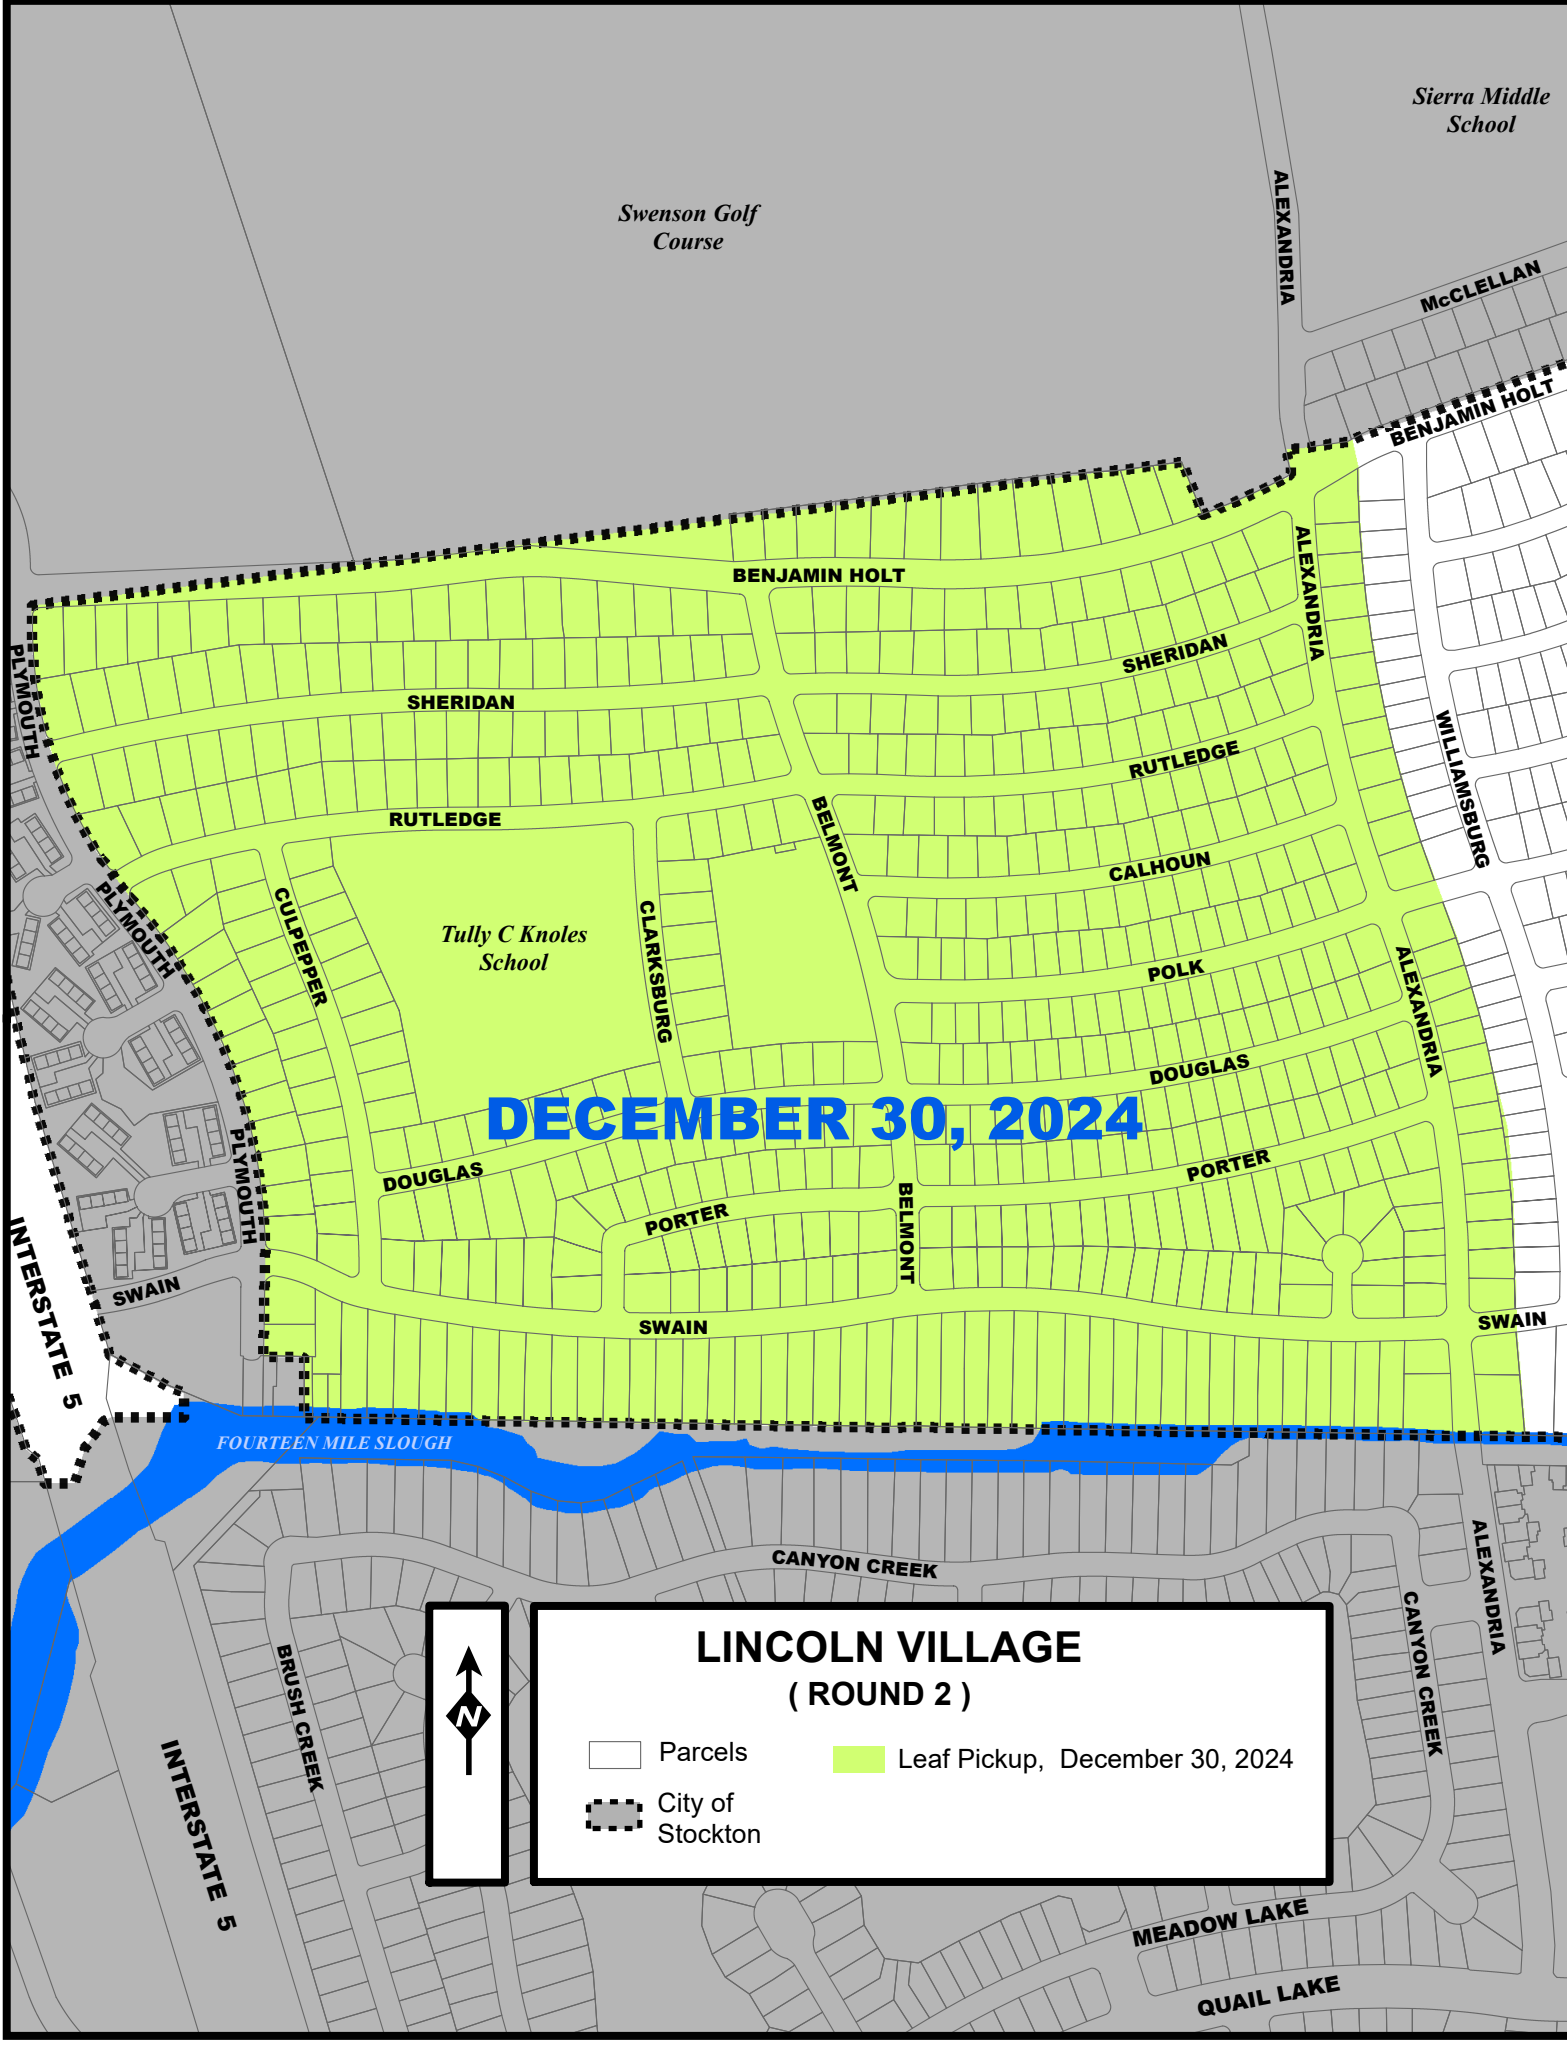 Sierra Middle
School
Swenson Golf
Course
ALEXANDRIA
McCLELLAN
BENJAMIN HOLT
BENJAMIN HOLT
ALEXANDRIA
PLYMOUTH
SHERIDAN
SHERIDAN
RUTLEDGE
WILLIAMSBURG
RUTLEDGE
BELMONT
CALHOUN
PLYMOUTH
CULPEPPER
Tully C Knoles
School
CLARKSBURG
POLK
ALEXANDRIA
DOUGLAS
DECEMBER 30, 2024
PLYMOUTH
DOUGLAS
PORTER
PORTER
BELMONT
INTERSTATE 5
SWAIN
SWAIN
SWAIN
FOURTEEN MILE SLOUGH
CANYON CREEK
ALEXANDRIA
CANYON CREEK
BRUSH CREEK
INTERSTATE 5
N
LINCOLN VILLAGE
( ROUND 2 )
Parcels
Leaf Pickup, December 30, 2024
City of
Stockton
MEADOW LAKE
QUAIL LAKE